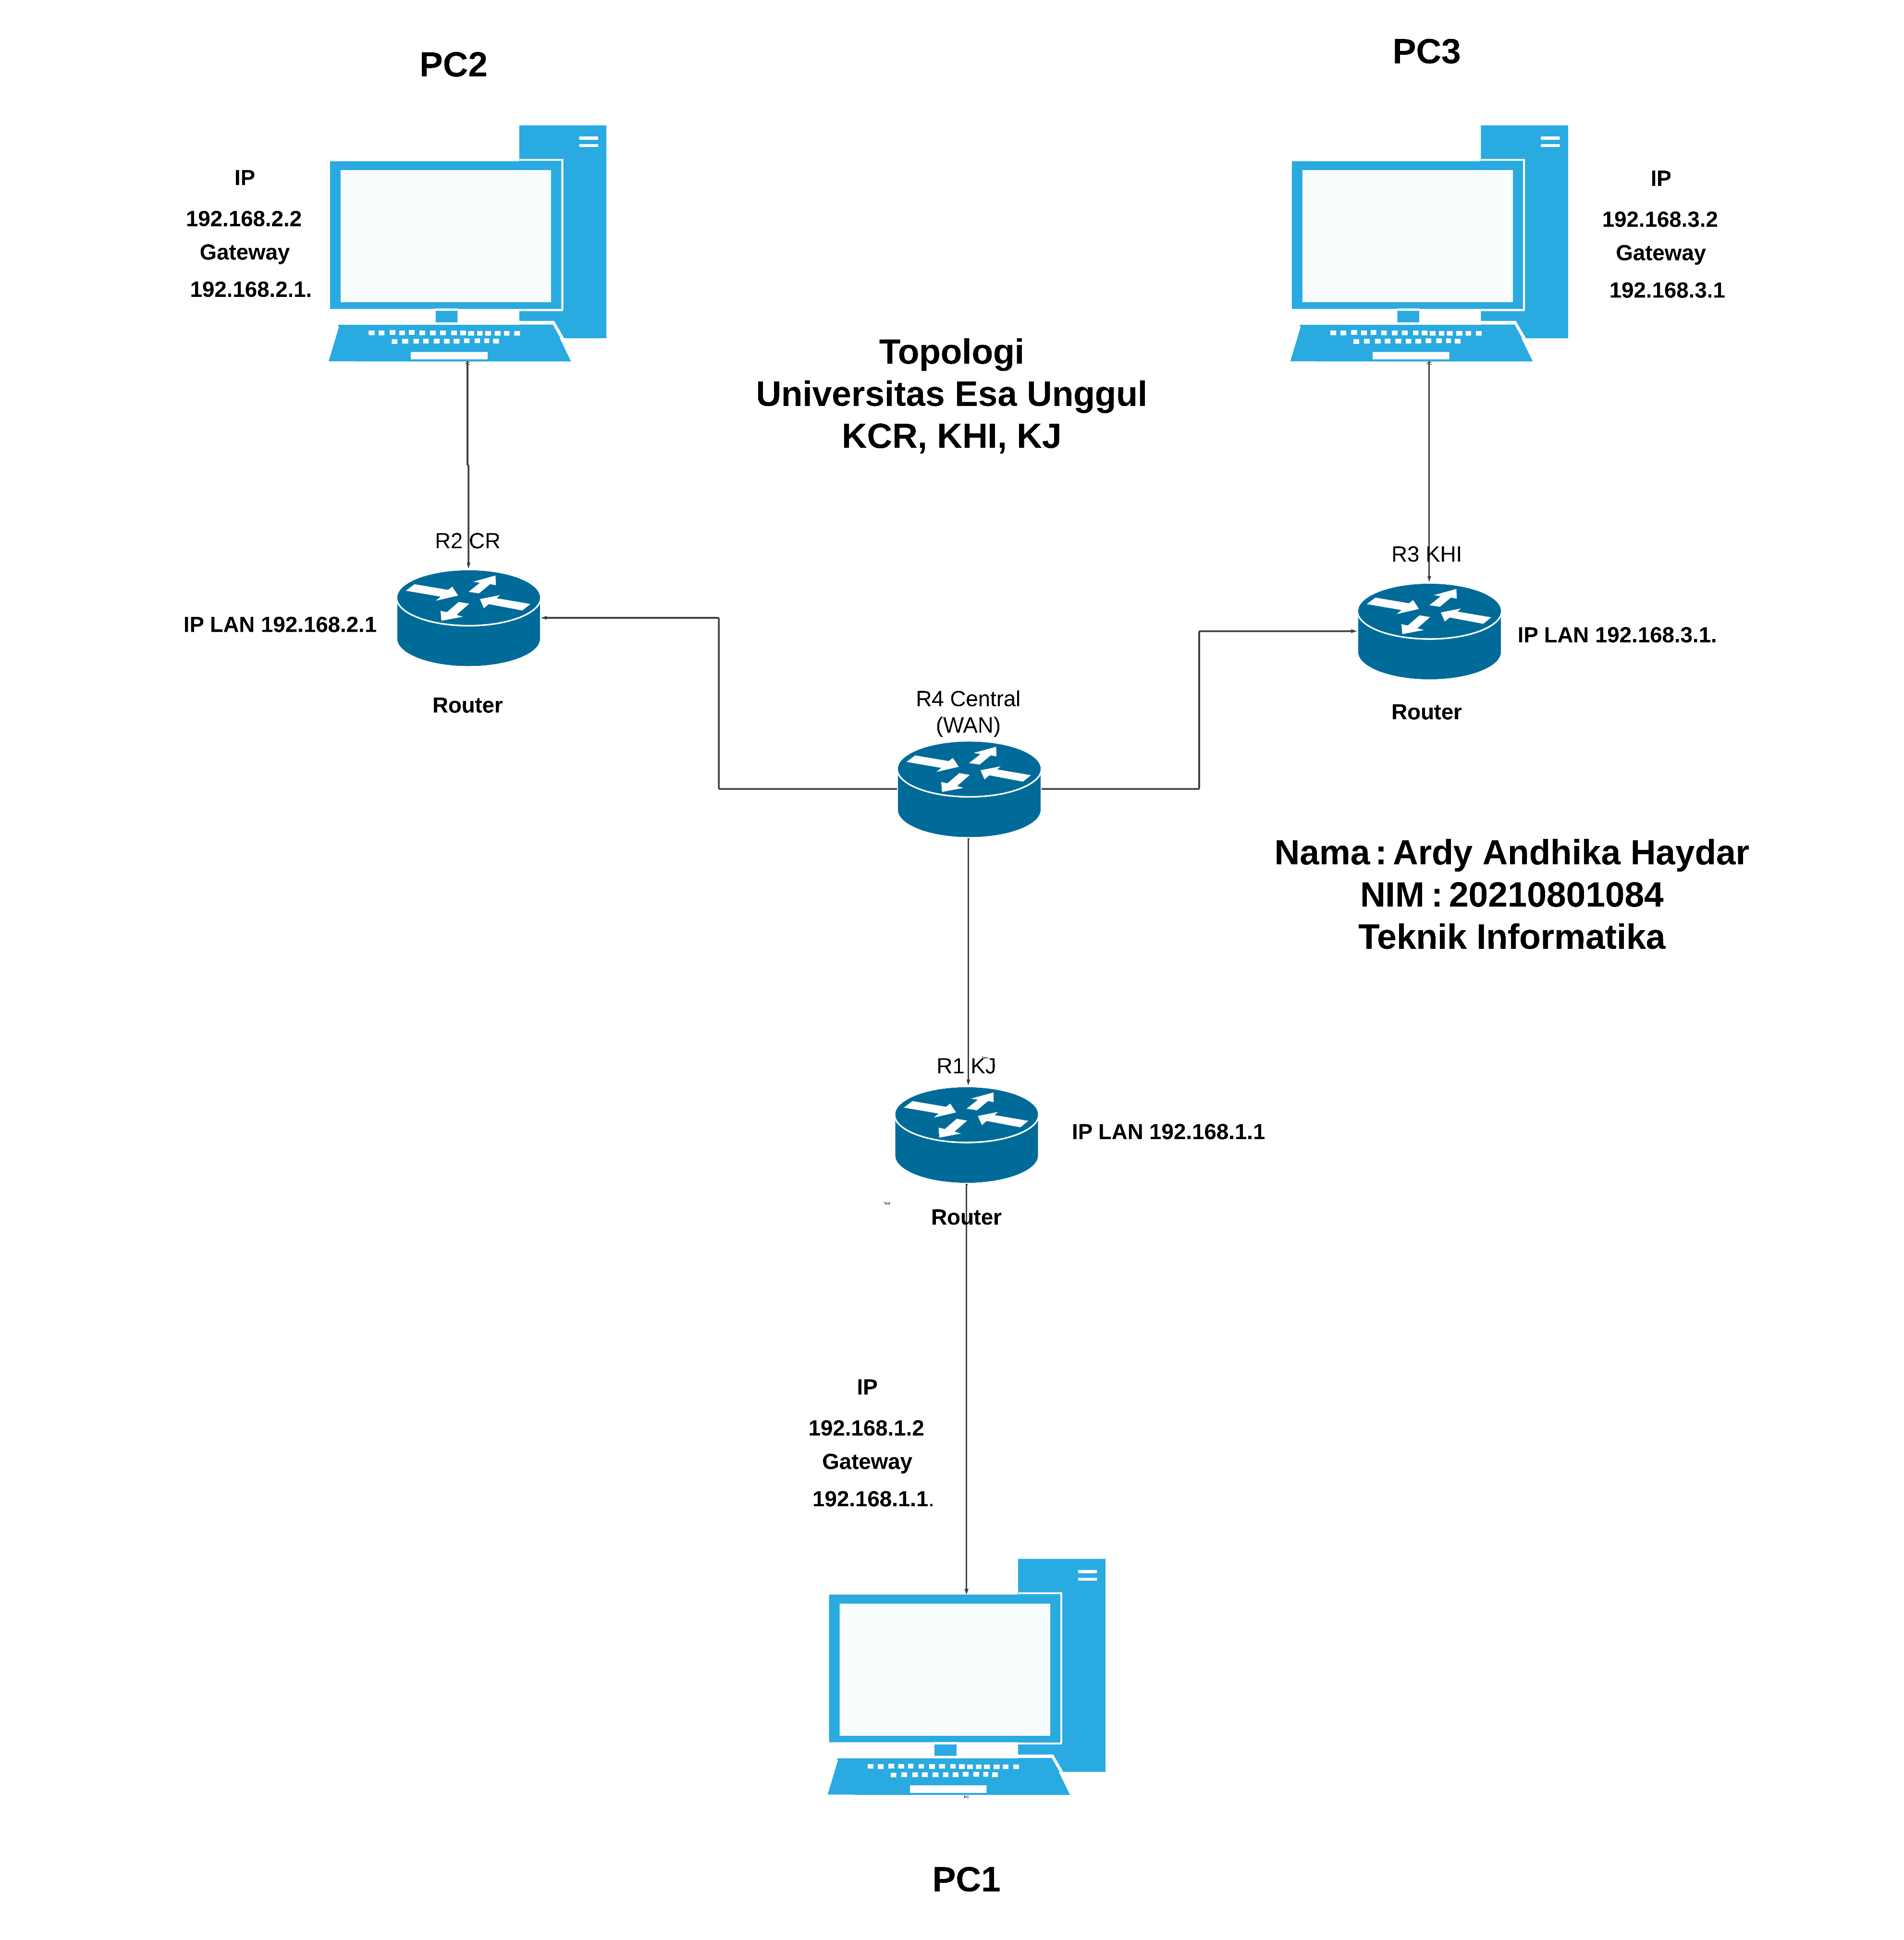 PC2
PC3
IP
192.168.2.2
Gateway
192.168.2.1.
IP
192.168.3.2
Gateway
192.168.3.1
Topologi
Universitas Esa Unggul
KCR, KHI, KJ
R2 CR
IP LAN 192.168.2.1
Router
R3 KHI
IP LAN 192.168.3.1.
Router
R4 Central
(WAN)
Nama : Ardy Andhika Haydar
NIM : 20210801084
Teknik Informatika
R1 KJ
IP LAN 192.168.1.1
Router
IP
192.168.1.2
Gateway
192.168.1.1.
PC1